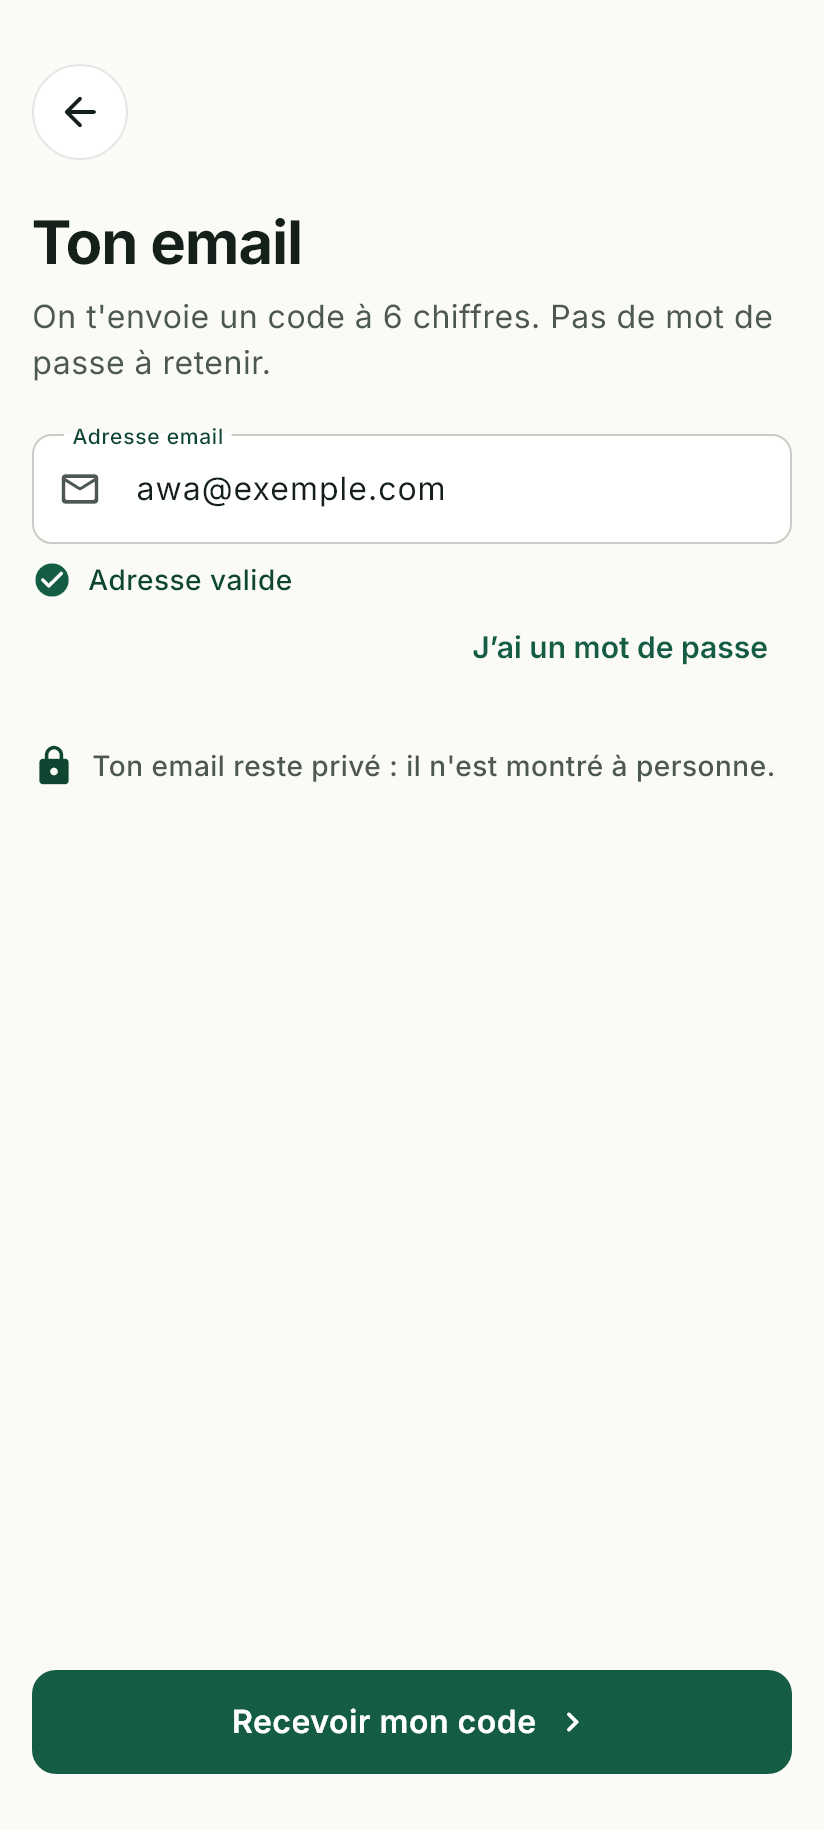 Ton email
On t'envoie un code à 6 chiffres. Pas de mot de
passe à retenir.
Adresse email
awa@exemple.com
Adresse valide
J’ai un mot de passe
Ton email reste privé : il n'est montré à personne.
Recevoir mon code